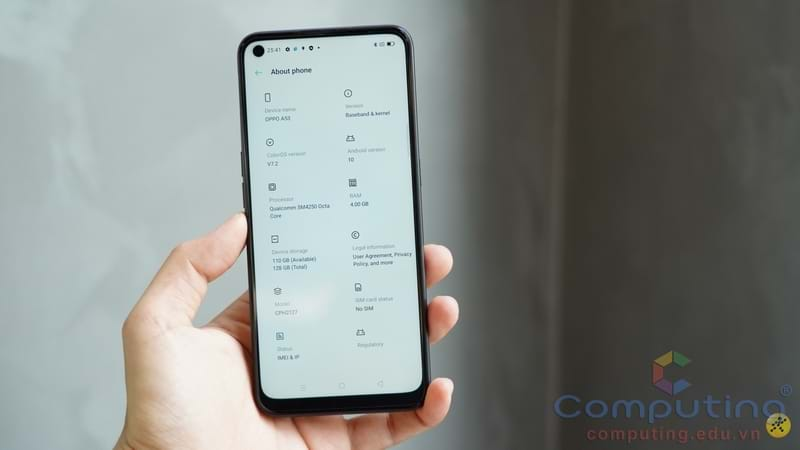 25:41
About phone
Device name
OPPO A53
Version
Baseband & kernel
ColorOS version
V7.2
Android version
10
Processor
Qualcomm SM4250 Octa
Core
RAM
4.00 GB
Device storage
110 GB (Available)
128 GB (Total)
Legal information
User Agreement, Privacy
Policy, and more
Model
CPH2127
SIM card status
No SIM
Status
IMEI & IP
Regulatory
Computing®
computing.edu.vn